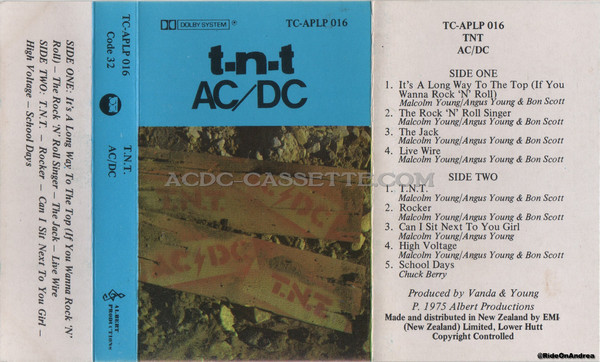 SIDE ONE: It's A Long Way To The Top (If You Wanna Rock 'N'
Roll) – The Rock 'N' Roll Singer – The Jack – Live Wire
SIDE TWO: T.N.T. – Rocker – Can I Sit Next To You Girl –
High Voltage – School Days
TC-APLP 016
Code 32
T.N.T.
AC/DC
ALBERT
PRODUCTIONS
DOLBY SYSTEM
TC-APLP 016
t-n-t
AC/DC
T.N.T.
AC/DC
AC/DC
T.N.T.
ACDC-CASSETTE.COM
TC-APLP 016
TNT
AC/DC
SIDE ONE
1. It's A Long Way To The Top (If You
Wanna Rock 'N' Roll)
Malcolm Young/Angus Young & Bon Scott
2. The Rock 'N' Roll Singer
Malcolm Young/Angus Young & Bon Scott
3. The Jack
Malcolm Young/Angus Young & Bon Scott
4. Live Wire
Malcolm Young/Angus Young & Bon Scott
SIDE TWO
1. T.N.T.
Malcolm Young/Angus Young & Bon Scott
2. Rocker
Malcolm Young/Angus Young & Bon Scott
3. Can I Sit Next To You Girl
Malcolm Young/Angus Young
4. High Voltage
Malcolm Young/Angus Young & Bon Scott
5. School Days
Chuck Berry
Produced by Vanda & Young
P. 1975 Albert Productions
Made and distributed in New Zealand by EMI
(New Zealand) Limited, Lower Hutt
Copyright Controlled
@RideOnAndrea